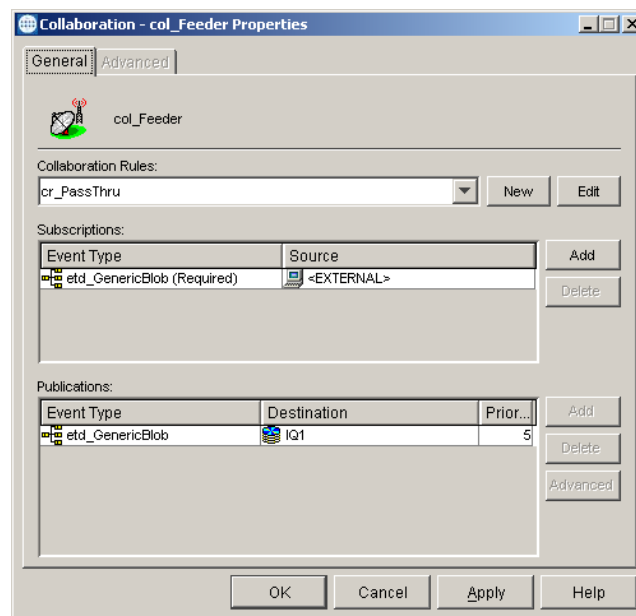 Collaboration - col_Feeder Properties
General Advanced
col_Feeder
Collaboration Rules:
cr_PassThru New Edit
Subscriptions:
Event Type Source Add
etd_GenericBlob (Required) <EXTERNAL>
Delete
Publications:
Event Type Destination Prior... Add
etd_GenericBlob IQ1 5
Delete
Advanced
OK Cancel Apply Help